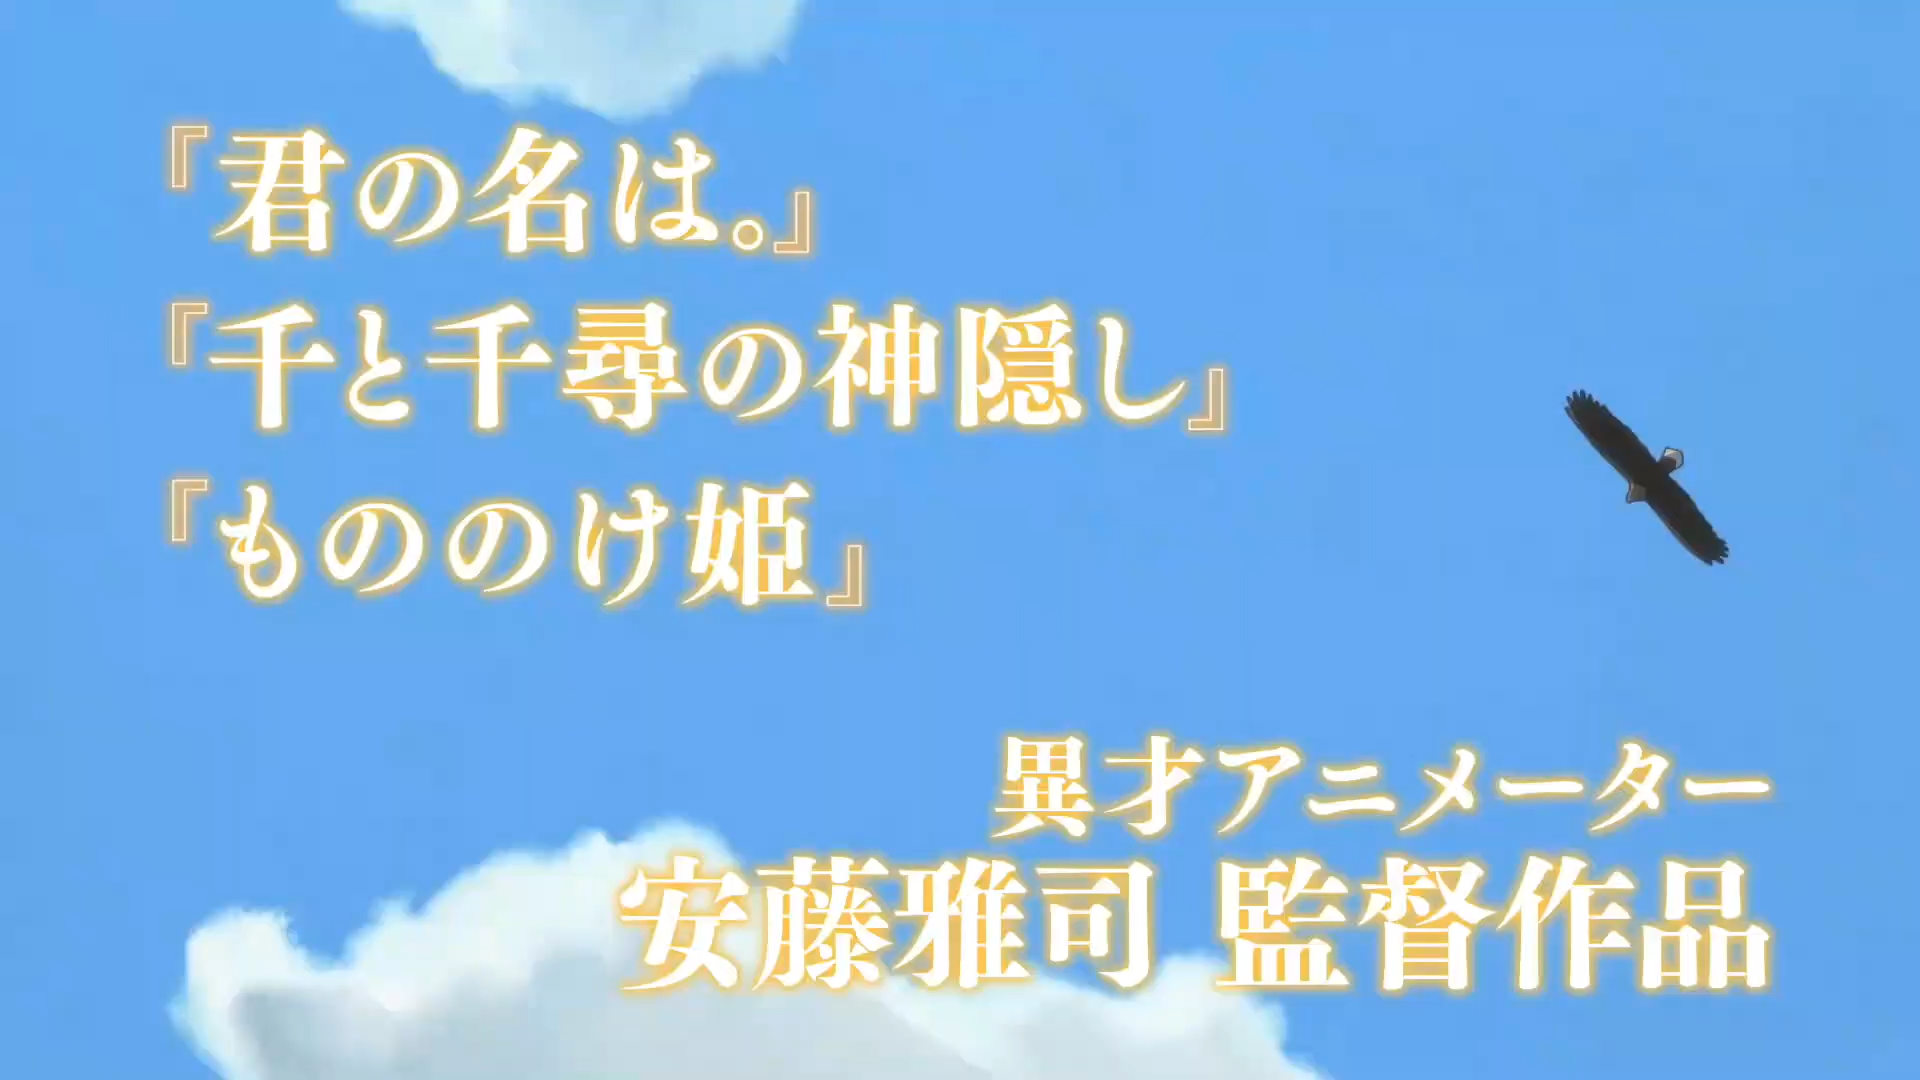 『君の名は。』
『千と千尋の神隠し』
『もののけ姫』
異才アニメーター
安藤雅司 監督作品